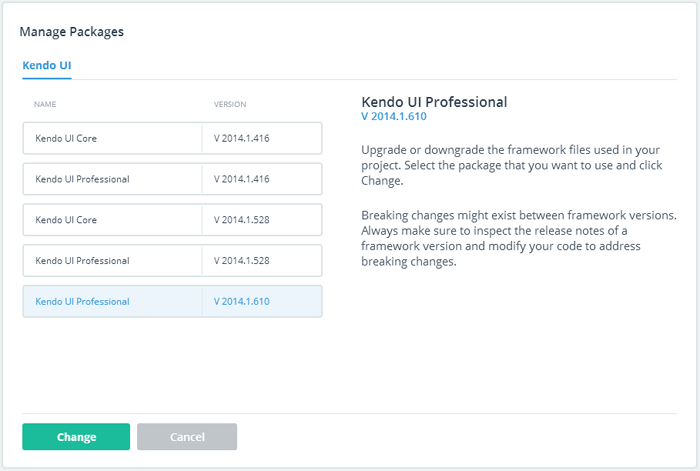 Manage Packages
Kendo UI
NAME VERSION
Kendo UI Core V 2014.1.416
Kendo UI Professional V 2014.1.416
Kendo UI Core V 2014.1.528
Kendo UI Professional V 2014.1.528
Kendo UI Professional V 2014.1.610
Kendo UI Professional
V 2014.1.610
Upgrade or downgrade the framework files used in your
project. Select the package that you want to use and click
Change.
Breaking changes might exist between framework versions.
Always make sure to inspect the release notes of a
framework version and modify your code to address
breaking changes.
Change Cancel